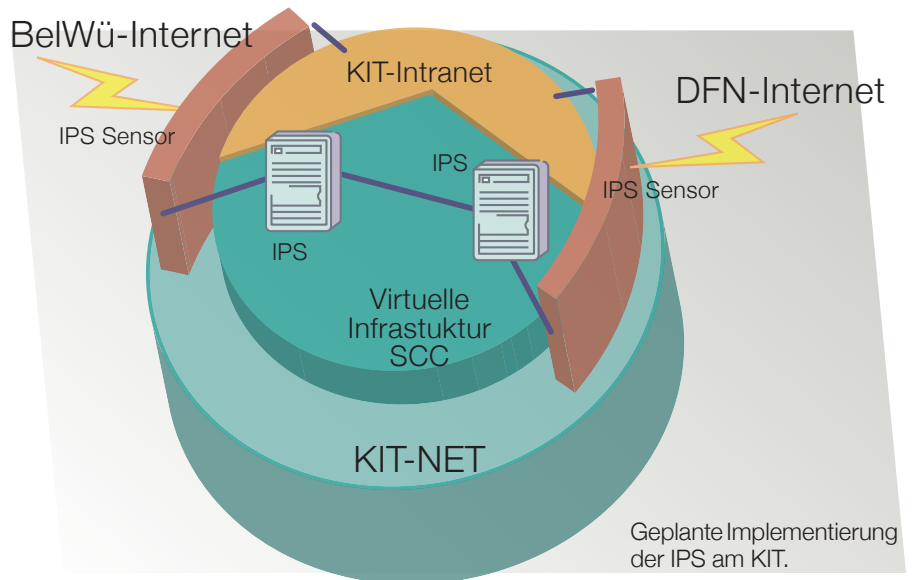 BelWü-Internet
KIT-Intranet
DFN-Internet
IPS Sensor
IPS
IPS Sensor
IPS
Virtuelle
Infrastuktur
SCC
KIT-NET
Geplante Implementierung
der IPS am KIT.